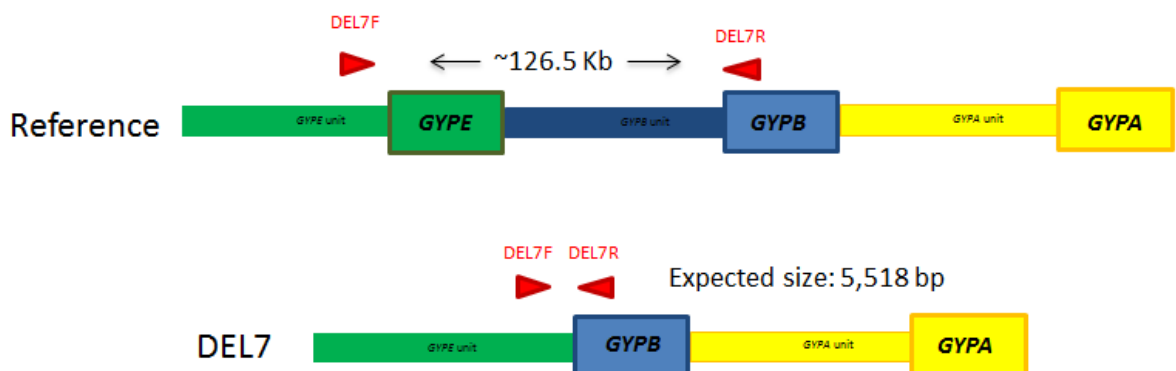 DEL7F
DEL7R
~126.5 Kb
Reference
GYPE unit
GYPE
GYPB unit
GYPB
GYPA unit
GYPA
DEL7F DEL7R
Expected size: 5,518 bp
DEL7
GYPE unit
GYPB
GYPA unit
GYPA